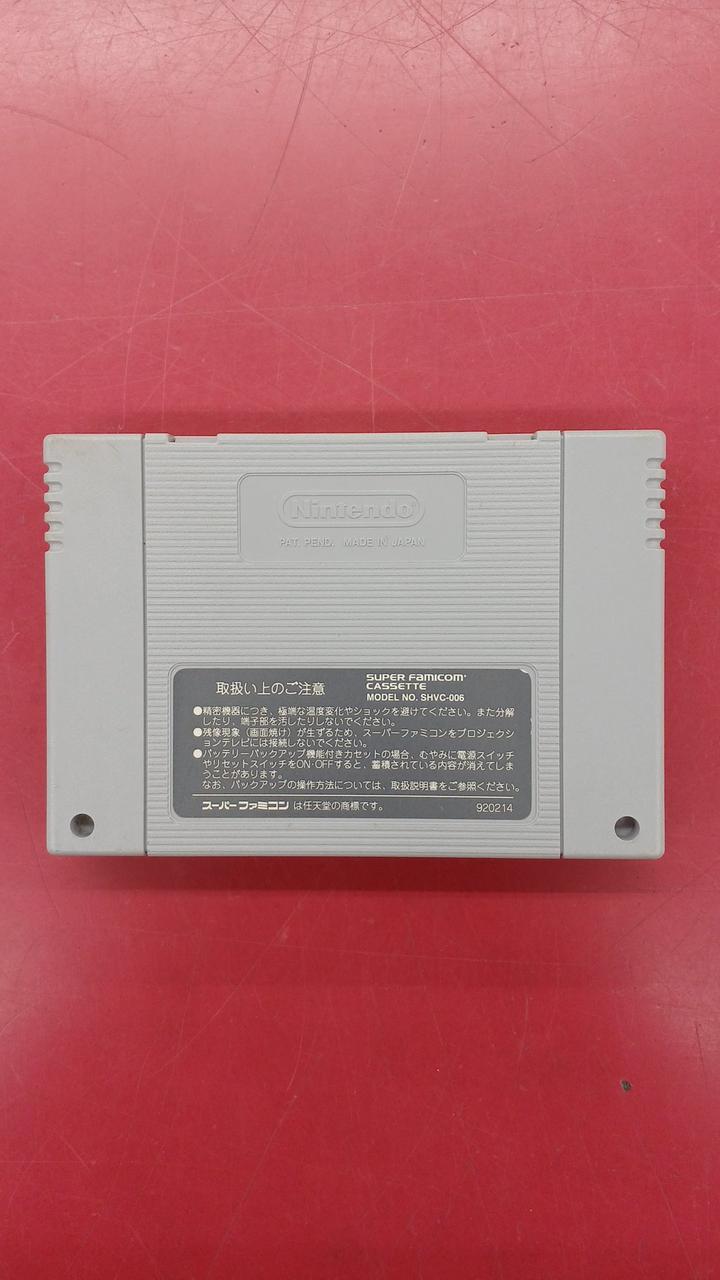 Nintendo
PAT. PEND. MADE IN JAPAN
取扱い上のご注意
SUPER FAMICOM
CASSETTE
MODEL NO. SHVC-006
●精密機器につき、極端な温度変化やショックを避けてください。また分解
したり、端子部を汚したりしないでください。
●残像現象（画面焼け）が生ずるため、スーパーファミコンをプロジェクシ
ョンテレビには接続しないでください。
●バッテリーバックアップ機能付きカセットの場合、むやみに電源スイッチ
やリセットスイッチをON・OFFすると、蓄積されている内容が消えてしま
うことがあります。
なお、バックアップの操作方法については、取扱説明書をご参照ください。
スーパーファミコン は任天堂の商標です。
920214